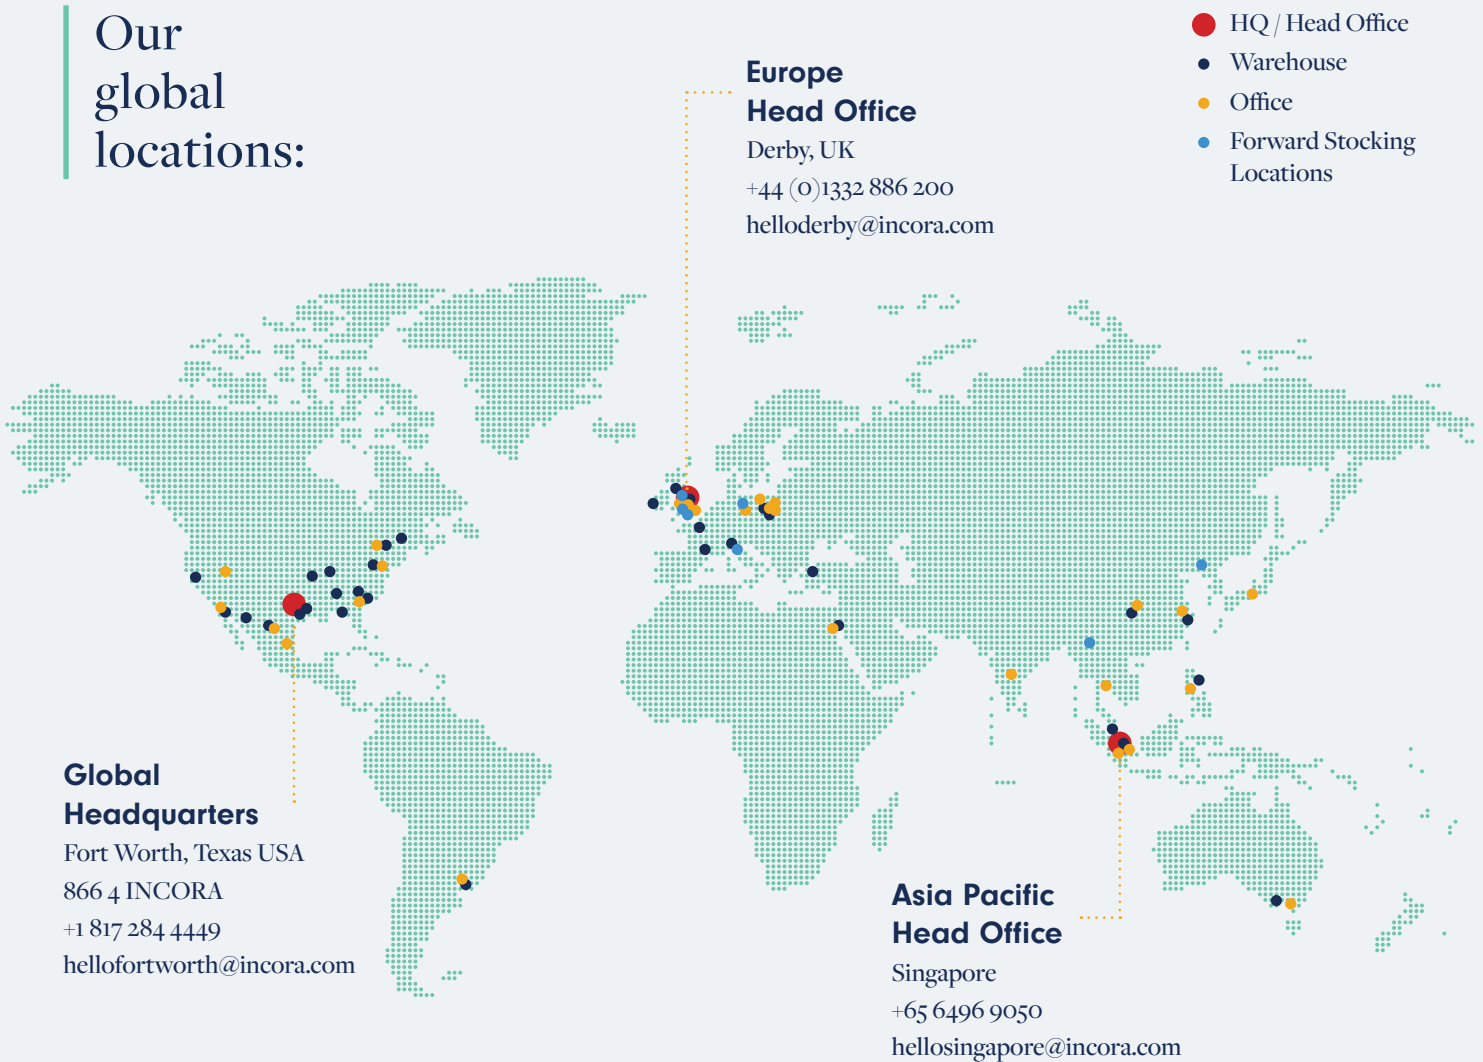 Our
global
locations:
HQ / Head Office
Warehouse
Office
Forward Stocking
Locations
Europe
Head Office
Derby, UK
+44 (0)1332 886 200
helloderby@incora.com
Global
Headquarters
Fort Worth, Texas USA
866 4 INCORA
+1 817 284 4449
hellofortworth@incora.com
Asia Pacific
Head Office
Singapore
+65 6496 9050
hellosingapore@incora.com